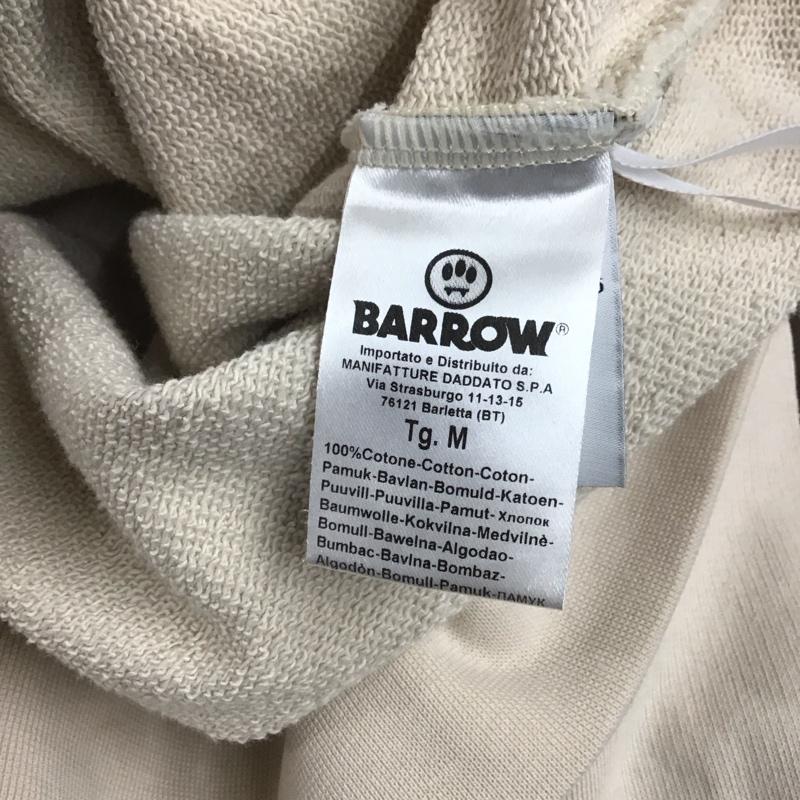 BARROW®
Importato e Distribuito da:
MANIFATTURE DADDATO S.P.A
Via Strasburgo 11-13-15
76121 Barletta (BT)
Tg. M
100%Cotone-Cotton-Coton-
Pamuk-Bavlan-Bomuld-Katoen-
Puuvill-Puuvilla-Pamut-Хлопок
Baumwolle-Kokvilna-Medvilnè-
Bomull-Bawełna-Algodao-
Bumbac-Bavlna-Bombaz-
Algodòn-Bomull-Pamuk-ПАМУК